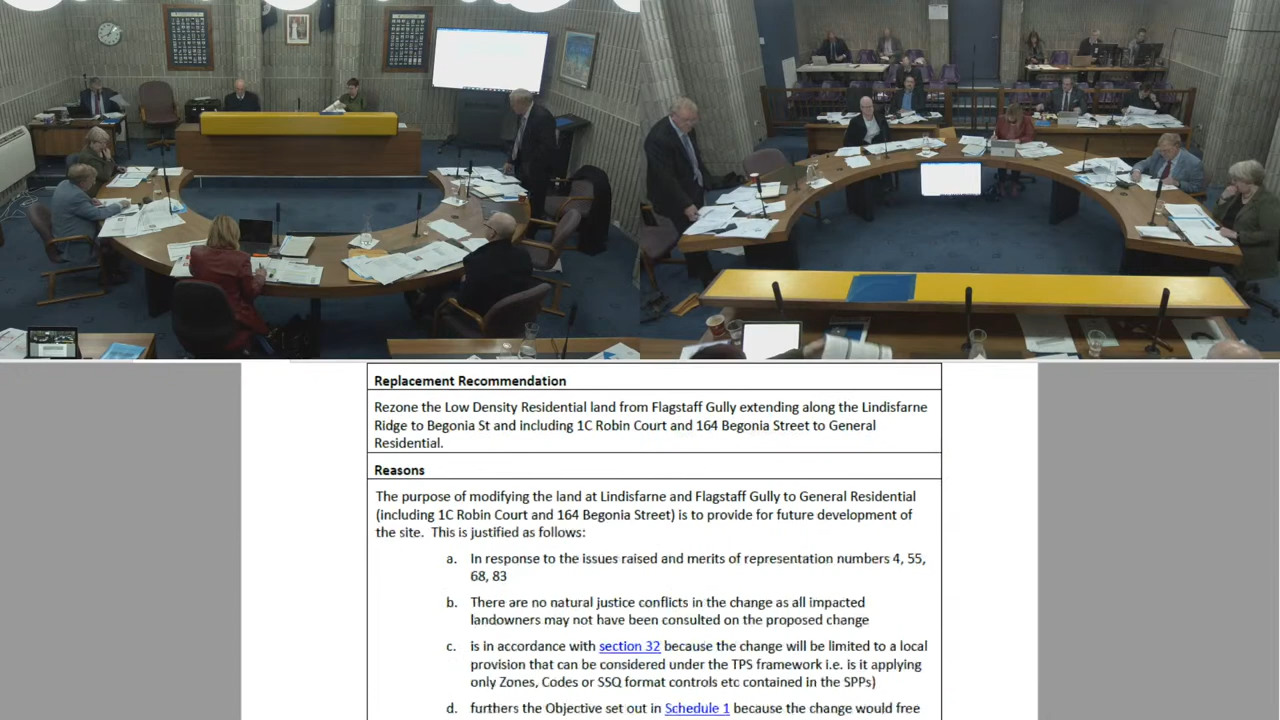 Replacement Recommendation
Rezone the Low Density Residential land from Flagstaff Gully extending along the Lindisfarne
Ridge to Begonia St and including 1C Robin Court and 164 Begonia Street to General
Residential.
Reasons
The purpose of modifying the land at Lindisfarne and Flagstaff Gully to General Residential
(including 1C Robin Court and 164 Begonia Street) is to provide for future development of
the site. This is justified as follows:
a. In response to the issues raised and merits of representation numbers 4, 55,
68, 83
b. There are no natural justice conflicts in the change as all impacted
landowners may not have been consulted on the proposed change
c. is in accordance with section 32 because the change will be limited to a local
provision that can be considered under the TPS framework i.e. is it applying
only Zones, Codes or SSQ format controls etc contained in the SPPs)
d. furthers the Objective set out in Schedule 1 because the change would free